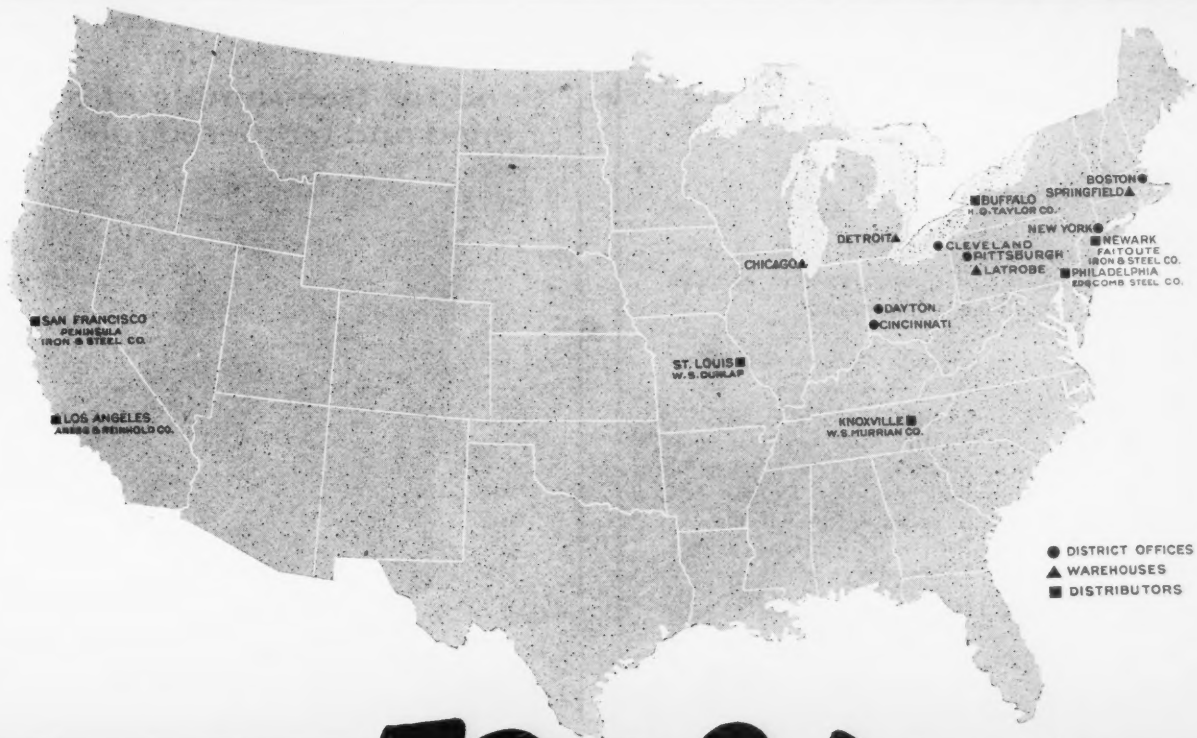 BOSTON
SPRINGFIELD
BUFFALO
H.D. TAYLOR CO.
NEW YORK
DETROIT
CLEVELAND
NEWARK
FAITOUTE
IRON & STEEL CO.
PITTSBURGH
CHICAGO
LATROBE
PHILADELPHIA
EDGCOMB STEEL CO.
DAYTON
SAN FRANCISCO
PENINSULA
IRON & STEEL CO.
CINCINNATI
ST. LOUIS
W.S. DUNLAP
LOS ANGELES
REINHOLD CO.
KNOXVILLE
W.S. MURRIAN CO.
DISTRICT OFFICES
WAREHOUSES
DISTRIBUTORS